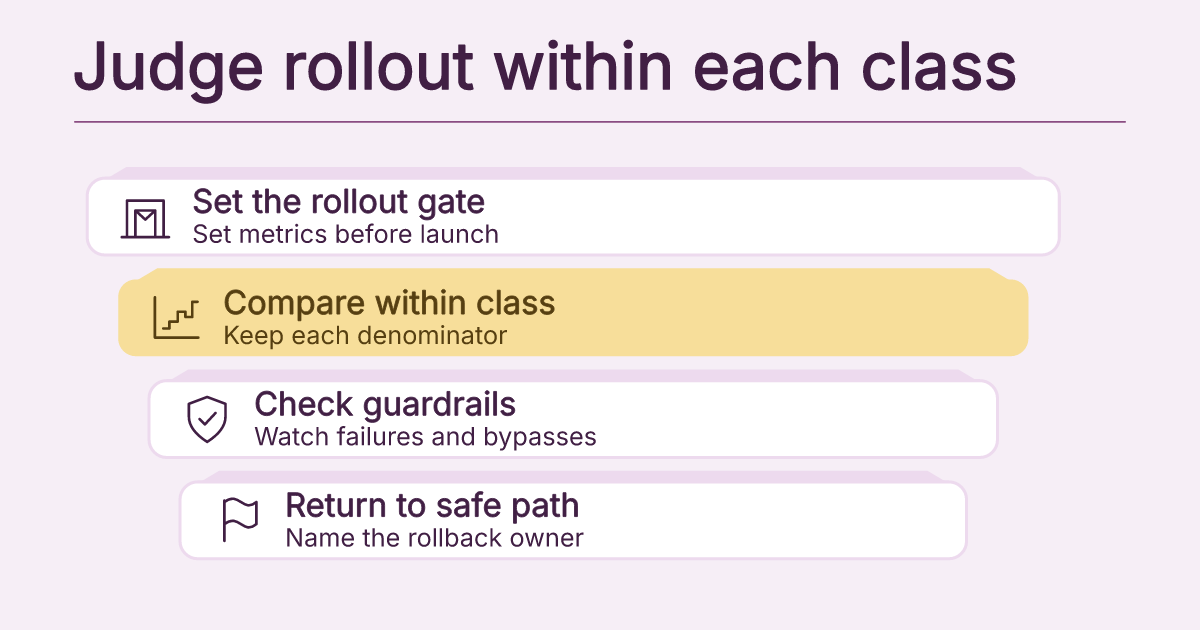 Judge rollout within each class
Set the rollout gate
Set metrics before launch
Compare within class
Keep each denominator
Check guardrails
Watch failures and bypasses
Return to safe path
Name the rollback owner